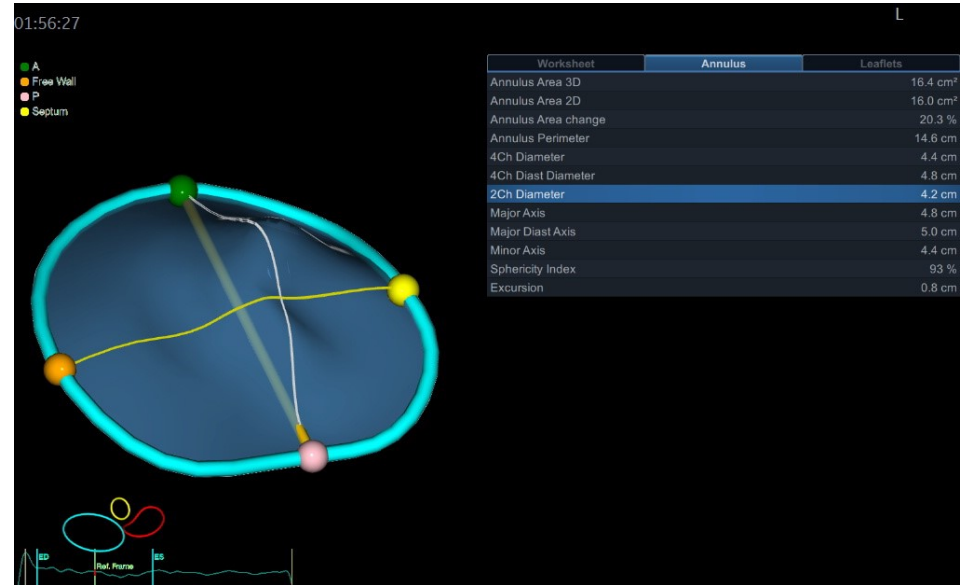 01:56:27
L
A
Free Wall
P
Septum
Worksheet Annulus Leaflets
Annulus Area 3D 16.4 cm²
Annulus Area 2D 16.0 cm²
Annulus Area change 20.3 %
Annulus Perimeter 14.6 cm
4Ch Diameter 4.4 cm
4Ch Diast Diameter 4.8 cm
2Ch Diameter 4.2 cm
Major Axis 4.8 cm
Major Diast Axis 5.0 cm
Minor Axis 4.4 cm
Sphericity Index 93 %
Excursion 0.8 cm
ED Ref. Frame ES